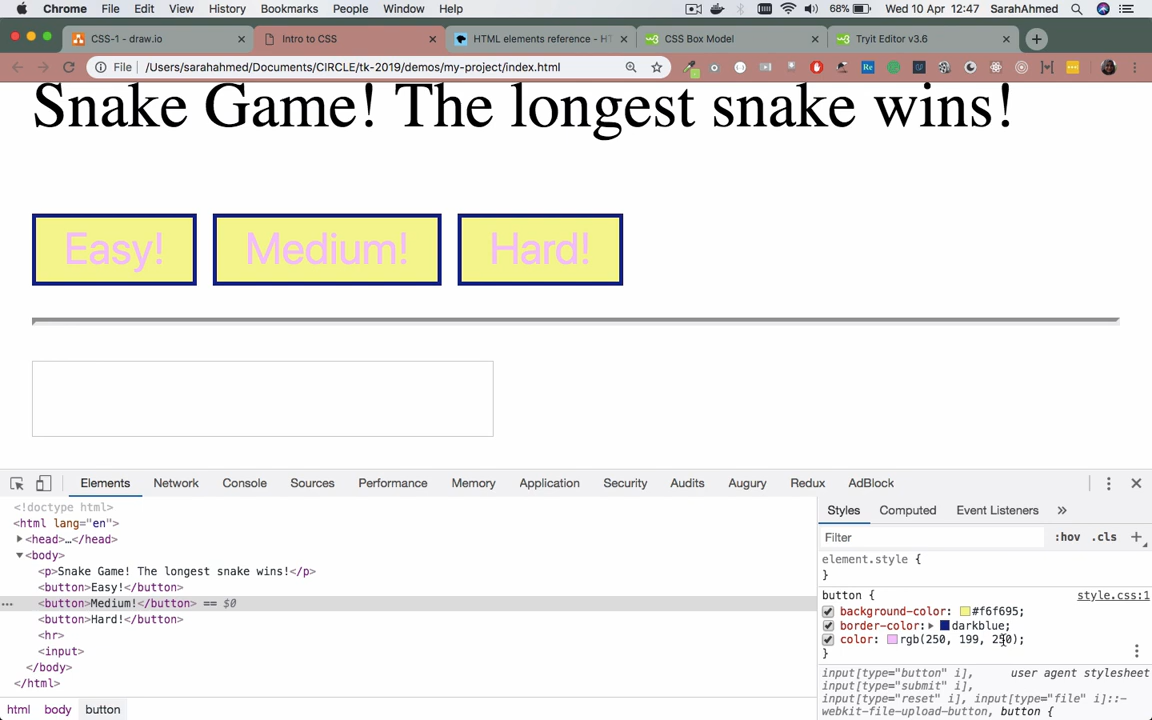 Chrome File Edit View History Bookmarks People Window Help 68% Wed 10 Apr 12:47 SarahAhmed
CSS-1 - draw.io Intro to CSS HTML elements reference - HT CSS Box Model Tryit Editor v3.6
File /Users/sarahahmed/Documents/CIRCLE/tk-2019/demos/my-project/index.html
Snake Game! The longest snake wins!
Easy! Medium! Hard!
Elements Network Console Sources Performance Memory Application Security Audits Augury Redux AdBlock
<!doctype html>
<html lang="en">
<head>…</head>
<body>
<p>Snake Game! The longest snake wins!</p>
<button>Easy!</button>
<button>Medium!</button> == $0
<button>Hard!</button>
<hr>
<input>
</body>
</html>
html body button
Styles Computed Event Listeners »
Filter :hov .cls +
element.style {
}
button { style.css:1
background-color: #f6f695;
border-color: darkblue;
color: rgb(250, 199, 250);
}
input[type="button" i], user agent stylesheet
input[type="submit" i],
input[type="reset" i], input[type="file" i]::-
webkit-file-upload-button, button {